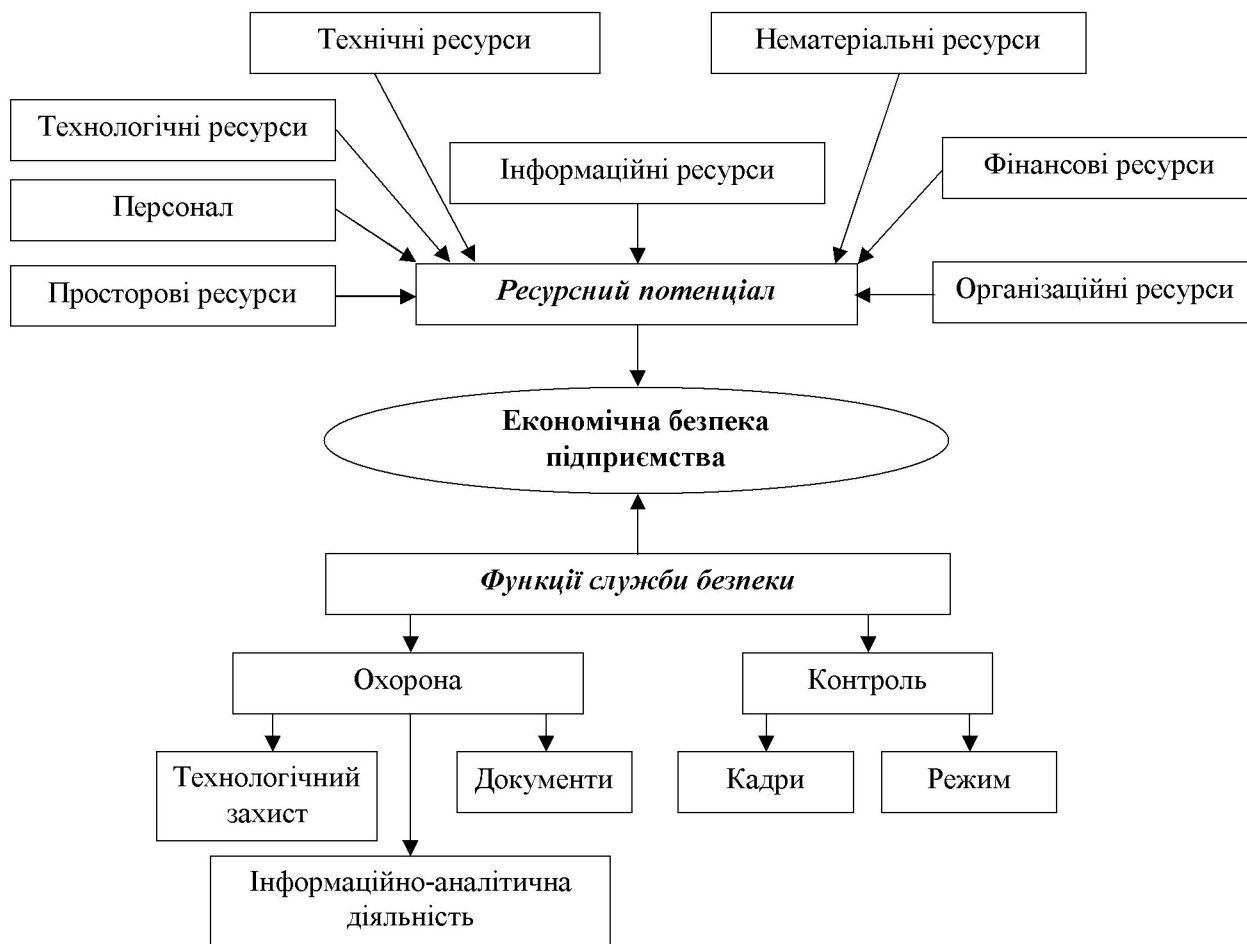 Технічні ресурси
Нематеріальні ресурси
Технологічні ресурси
Інформаційні ресурси
Фінансові ресурси
Персонал
Просторові ресурси
Ресурсний потенціал
Організаційні ресурси
Економічна безпека
підприємства
Функції служби безпеки
Охорона
Контроль
Технологічний
захист
Документи
Кадри
Режим
Інформаційно-аналітична
діяльність